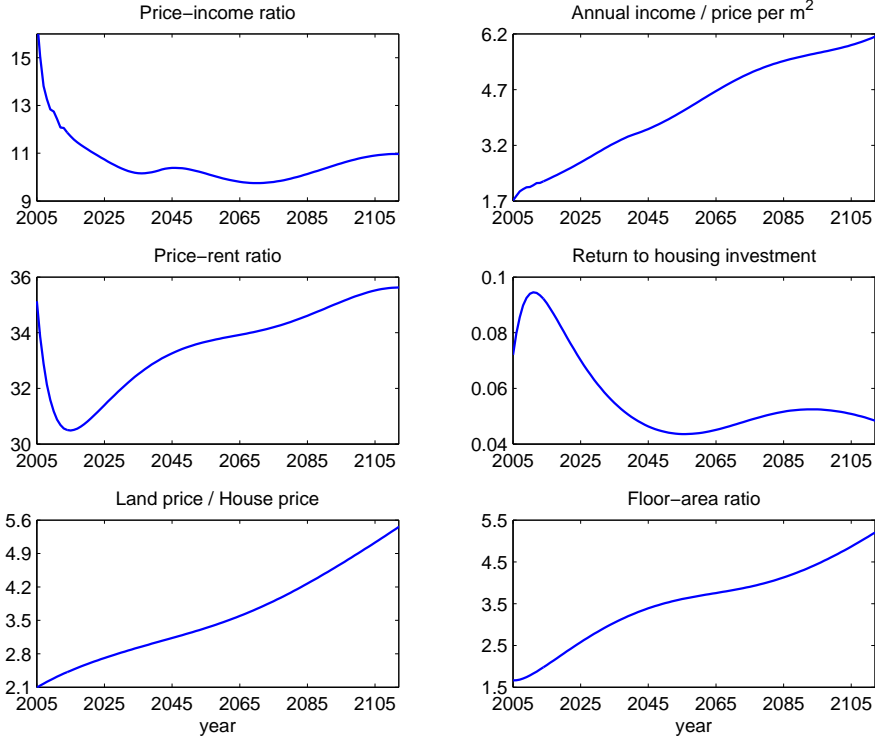 Price−income ratio
15
13
11
9
2005 2025 2045 2065 2085 2105
Annual income / price per m²
6.2
4.7
3.2
1.7
2005 2025 2045 2065 2085 2105
Price−rent ratio
36
34
32
30
2005 2025 2045 2065 2085 2105
Return to housing investment
0.1
0.08
0.06
0.04
2005 2025 2045 2065 2085 2105
Land price / House price
5.6
4.9
4.2
3.5
2.8
2.1
2005 2025 2045 2065 2085 2105
year
Floor−area ratio
5.5
4.5
3.5
2.5
1.5
2005 2025 2045 2065 2085 2105
year